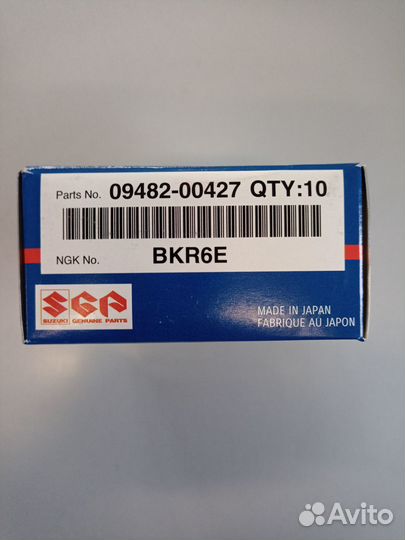 Parts No. 09482-00427 QTY:10
NGK No. BKR6E
SGP
SUZUKI GENUINE PARTS
MADE IN JAPAN
FABRIQUE AU JAPON
Avito